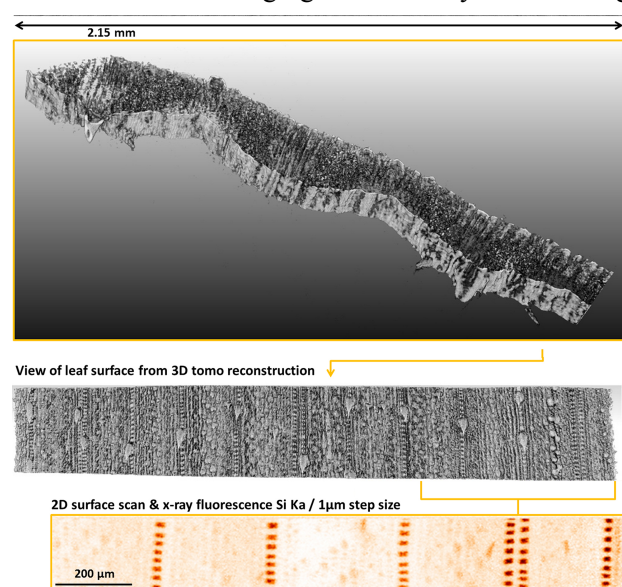 2.15 mm
View of leaf surface from 3D tomo reconstruction
2D surface scan & x-ray fluorescence Si Ka / 1µm step size
200 µm